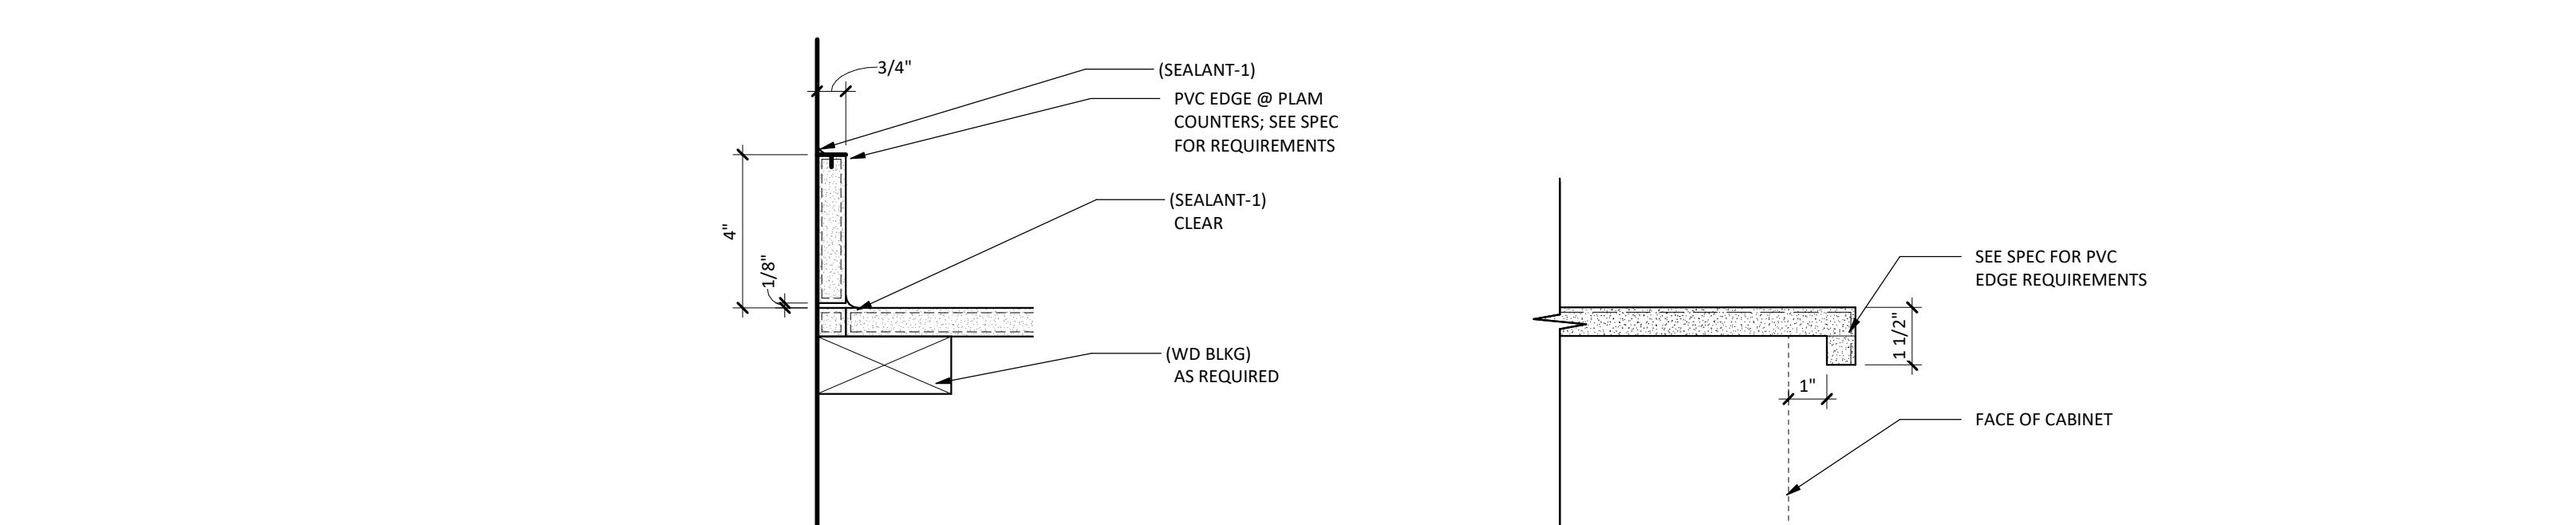 3/4"
(SEALANT-1)
PVC EDGE @ PLAM
COUNTERS; SEE SPEC
FOR REQUIREMENTS
(SEALANT-1)
CLEAR
4"
1/8"
(WD BLKG)
AS REQUIRED
SEE SPEC FOR PVC
EDGE REQUIREMENTS
1 1/2"
1"
FACE OF CABINET